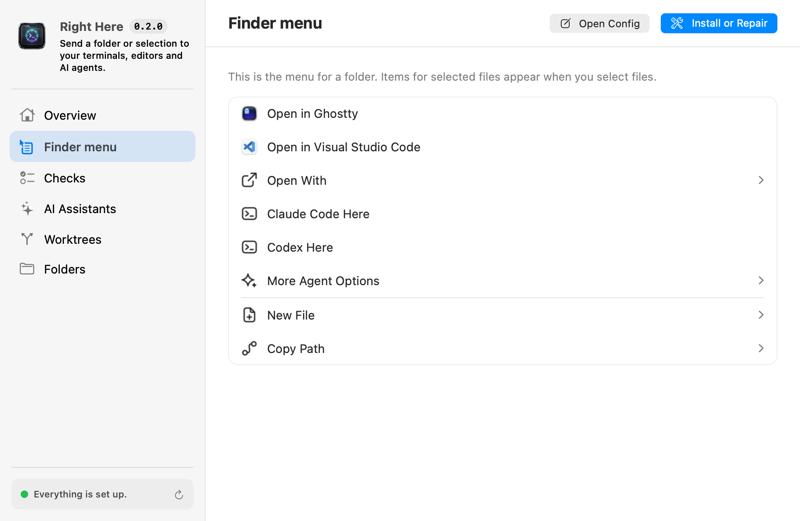 Right Here 0.2.0
Send a folder or selection to
your terminals, editors and
AI agents.
Overview
Finder menu
Checks
AI Assistants
Worktrees
Folders
Everything is set up.
Finder menu
Open Config
Install or Repair
This is the menu for a folder. Items for selected files appear when you select files.
Open in Ghostty
Open in Visual Studio Code
Open With
Claude Code Here
Codex Here
More Agent Options
New File
Copy Path